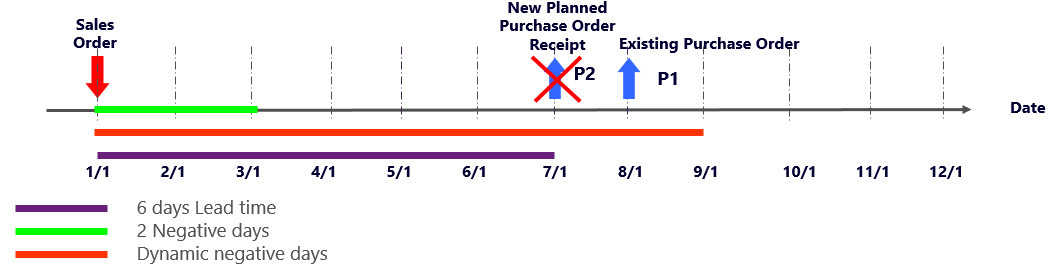 Sales
Order
New Planned
Purchase Order
Receipt
Existing Purchase Order
P2
P1
Date
1/1
2/1
3/1
4/1
5/1
6/1
7/1
8/1
9/1
10/1
11/1
12/1
6 days Lead time
2 Negative days
Dynamic negative days